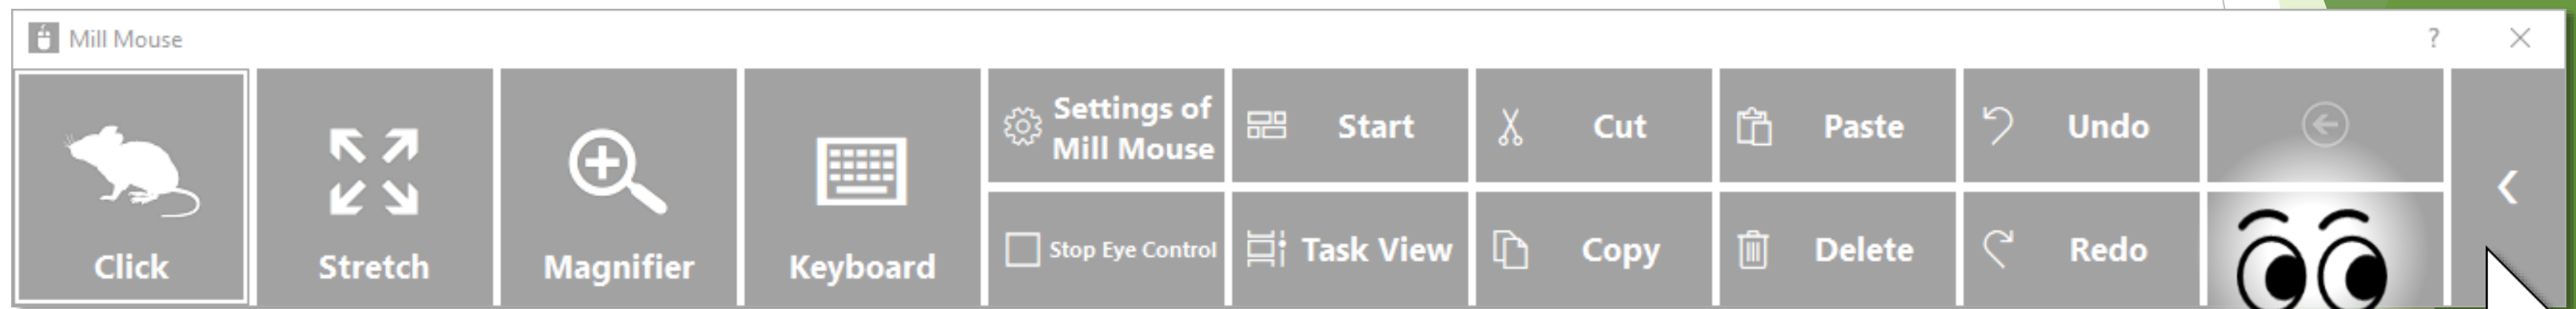 Mill Mouse
?
Click
Stretch
Magnifier
Keyboard
Settings of
Mill Mouse
Start
Cut
Paste
Undo
Stop Eye Control
Task View
Copy
Delete
Redo